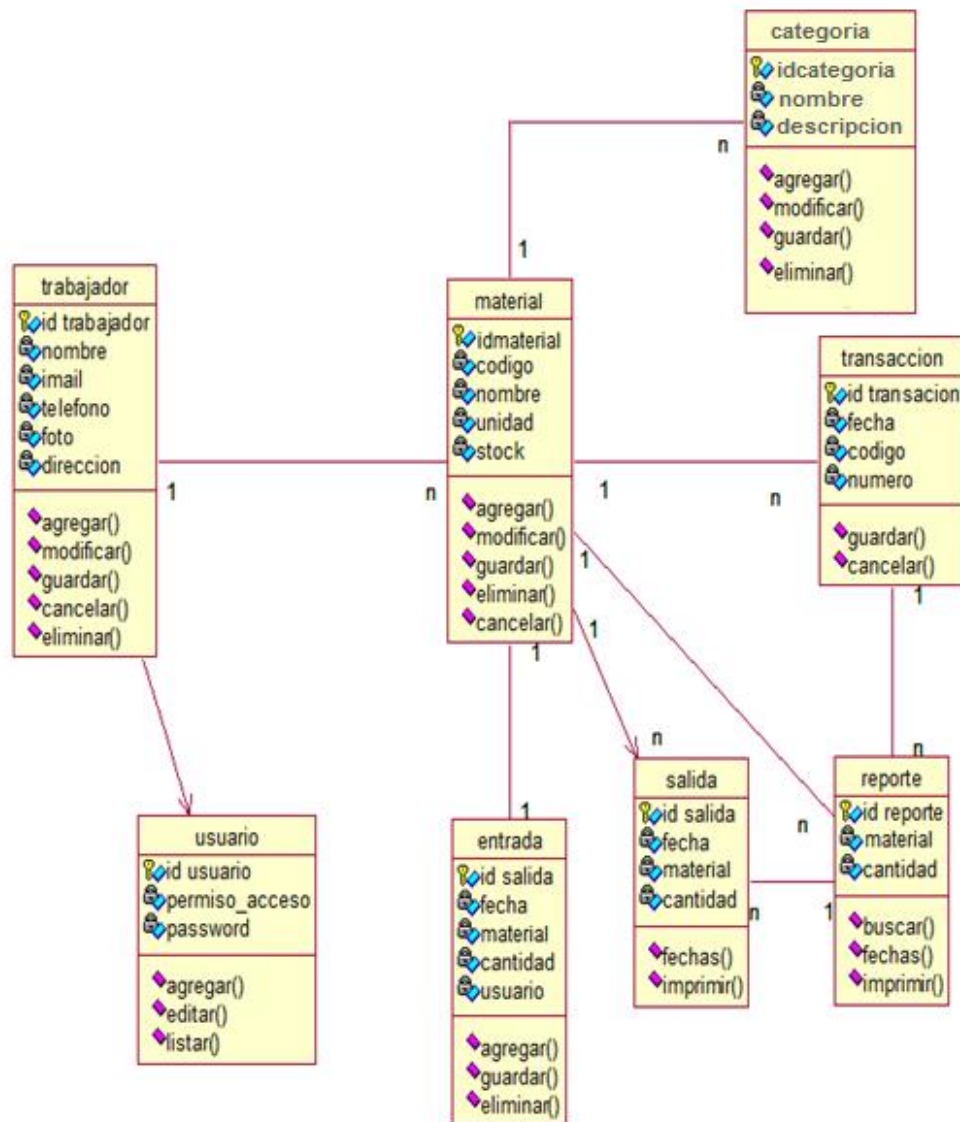 categoria
idcategoria
nombre
descripcion
agregar()
modificar()
guardar()
eliminar()
n
1
trabajador
id trabajador
nombre
imail
telefono
foto
direccion
agregar()
modificar()
guardar()
cancelar()
eliminar()
1
n
material
idmaterial
codigo
nombre
unidad
stock
agregar()
modificar()
guardar()
eliminar()
cancelar()
1
n
1
1
1
transaccion
id transacion
fecha
codigo
numero
guardar()
cancelar()
1
n
usuario
id usuario
permiso_acceso
password
agregar()
editar()
listar()
1
entrada
id salida
fecha
material
cantidad
usuario
agregar()
guardar()
eliminar()
n
salida
id salida
fecha
material
cantidad
fechas()
imprimir()
n
n
1
reporte
id reporte
material
cantidad
buscar()
fechas()
imprimir()